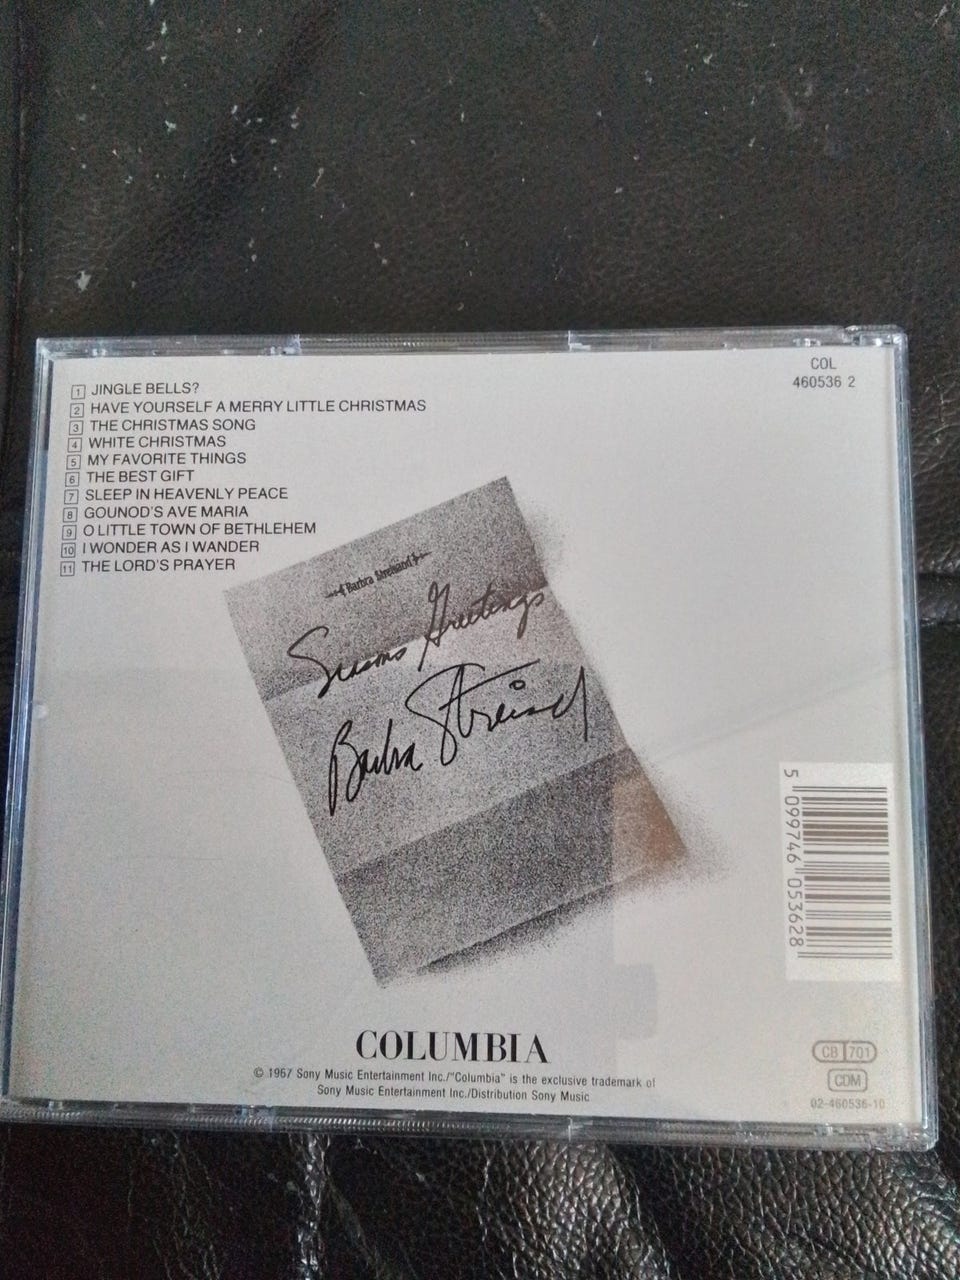 COL
460536 2
1 JINGLE BELLS?
2 HAVE YOURSELF A MERRY LITTLE CHRISTMAS
3 THE CHRISTMAS SONG
4 WHITE CHRISTMAS
5 MY FAVORITE THINGS
6 THE BEST GIFT
7 SLEEP IN HEAVENLY PEACE
8 GOUNOD'S AVE MARIA
9 O LITTLE TOWN OF BETHLEHEM
10 I WONDER AS I WANDER
11 THE LORD'S PRAYER
Barbra Streisand
Seasons Greetings
Barbra Streisand
5 099746 053628
COLUMBIA
© 1967 Sony Music Entertainment Inc./"Columbia" is the exclusive trademark of
Sony Music Entertainment Inc./Distribution Sony Music
CB 701
CDM
02-460536-10